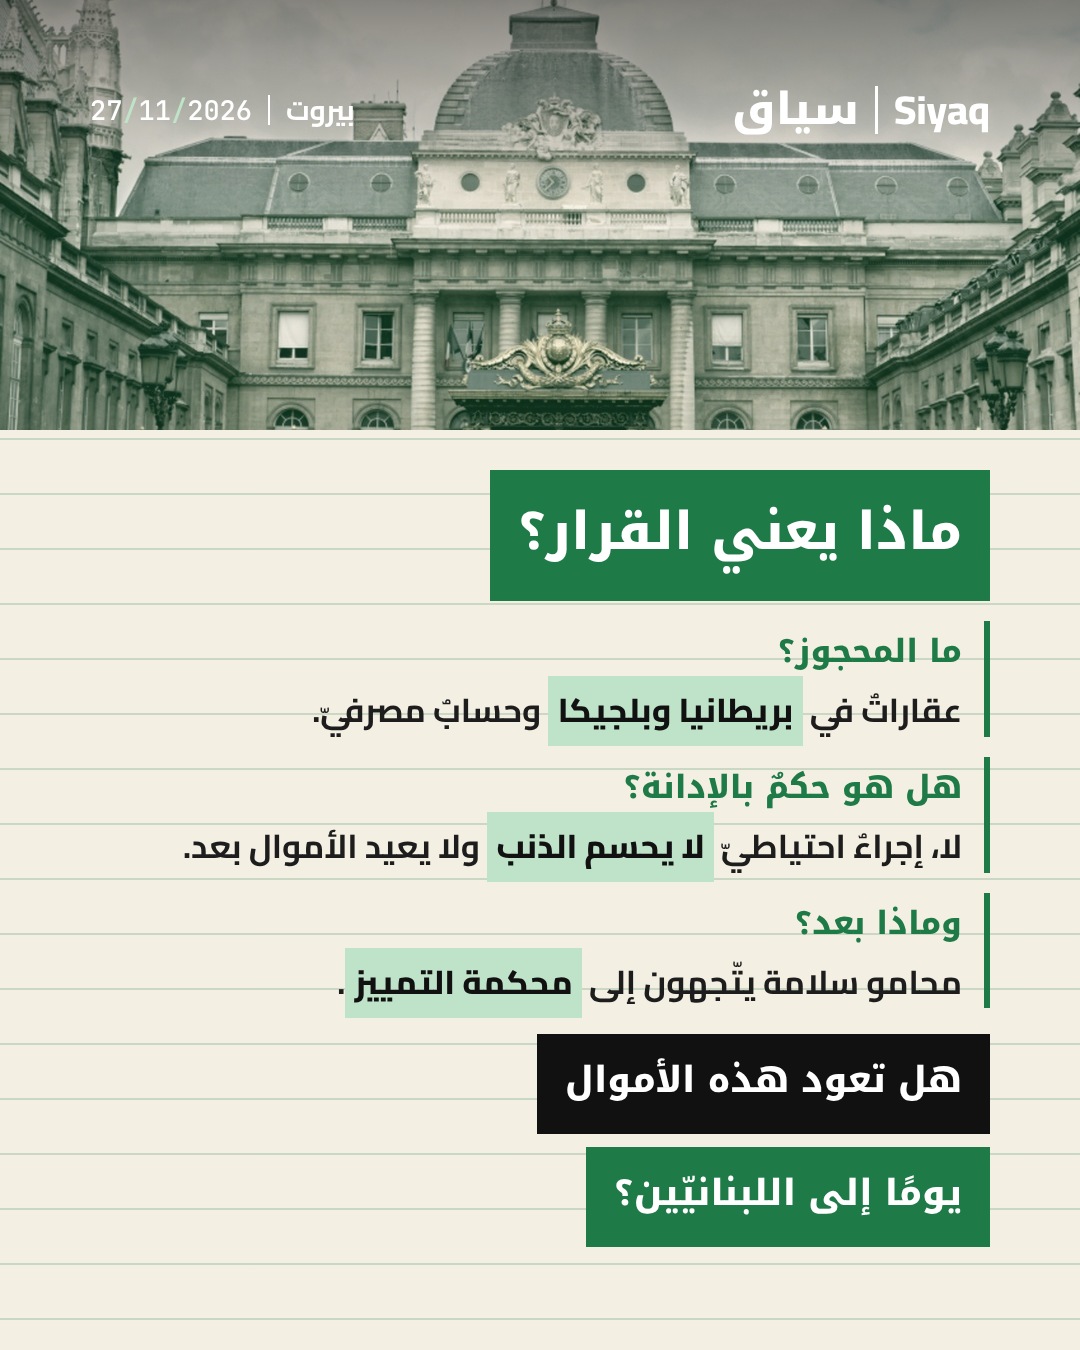 Siyaq | سياق
بيروت | 27/11/2026
ماذا يعني القرار؟
ما المحجوز؟
عقاراتٌ في بريطانيا وبلجيكا وحسابٌ مصرفيّ.
هل هو حكمٌ بالإدانة؟
لا، إجراءٌ احتياطيّ لا يحسم الذنب ولا يعيد الأموال بعد.
وماذا بعد؟
محامو سلامة يتّجهون إلى محكمة التمييز.
هل تعود هذه الأموال
يومًا إلى اللبنانيّين؟